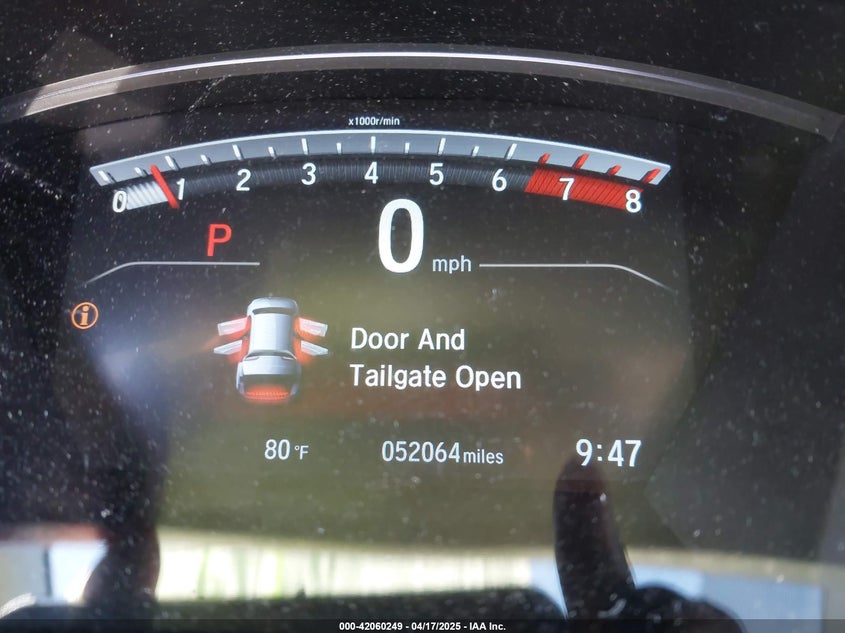 x1000r/min
0 1 2 3 4 5 6 7 8
P 0 mph
i
Door And
Tailgate Open
80 °F 052064 miles 9:47
000-42060249 - 04/17/2025 - IAA Inc.